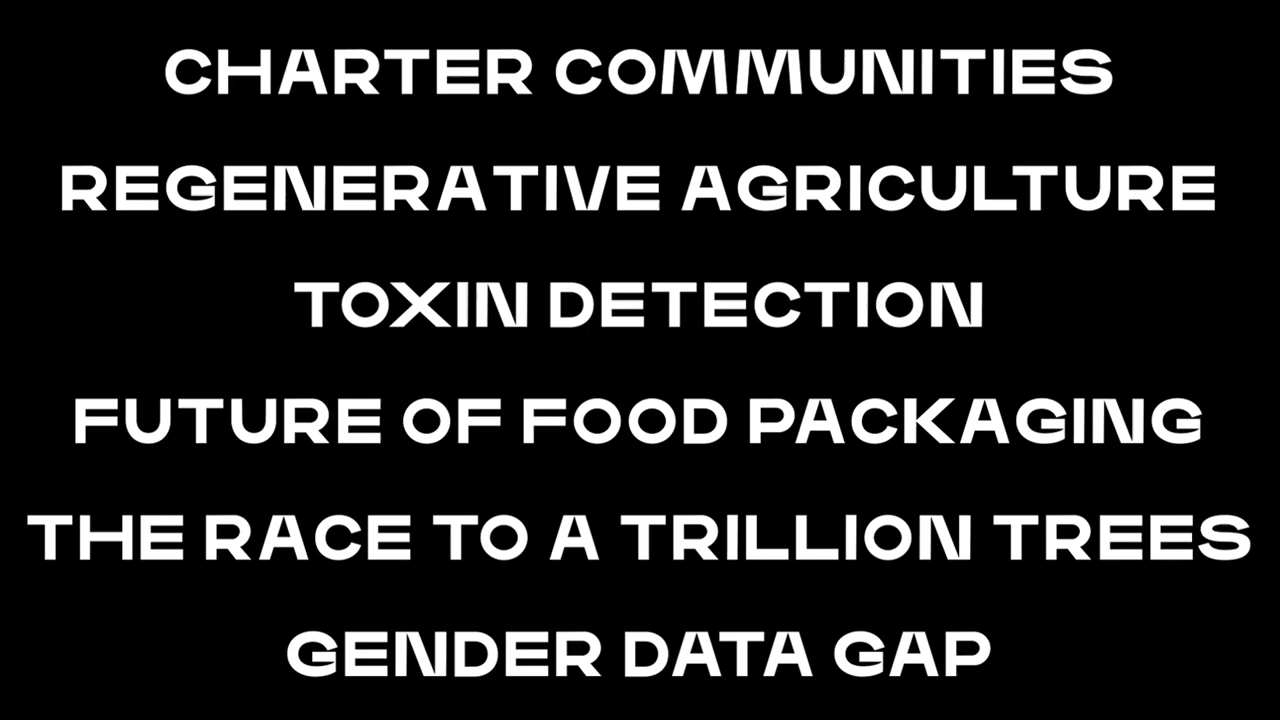 CHARTER COMMUNITIES
REGENERATIVE AGRICULTURE
TOXIN DETECTION
FUTURE OF FOOD PACKAGING
THE RACE TO A TRILLION TREES
GENDER DATA GAP